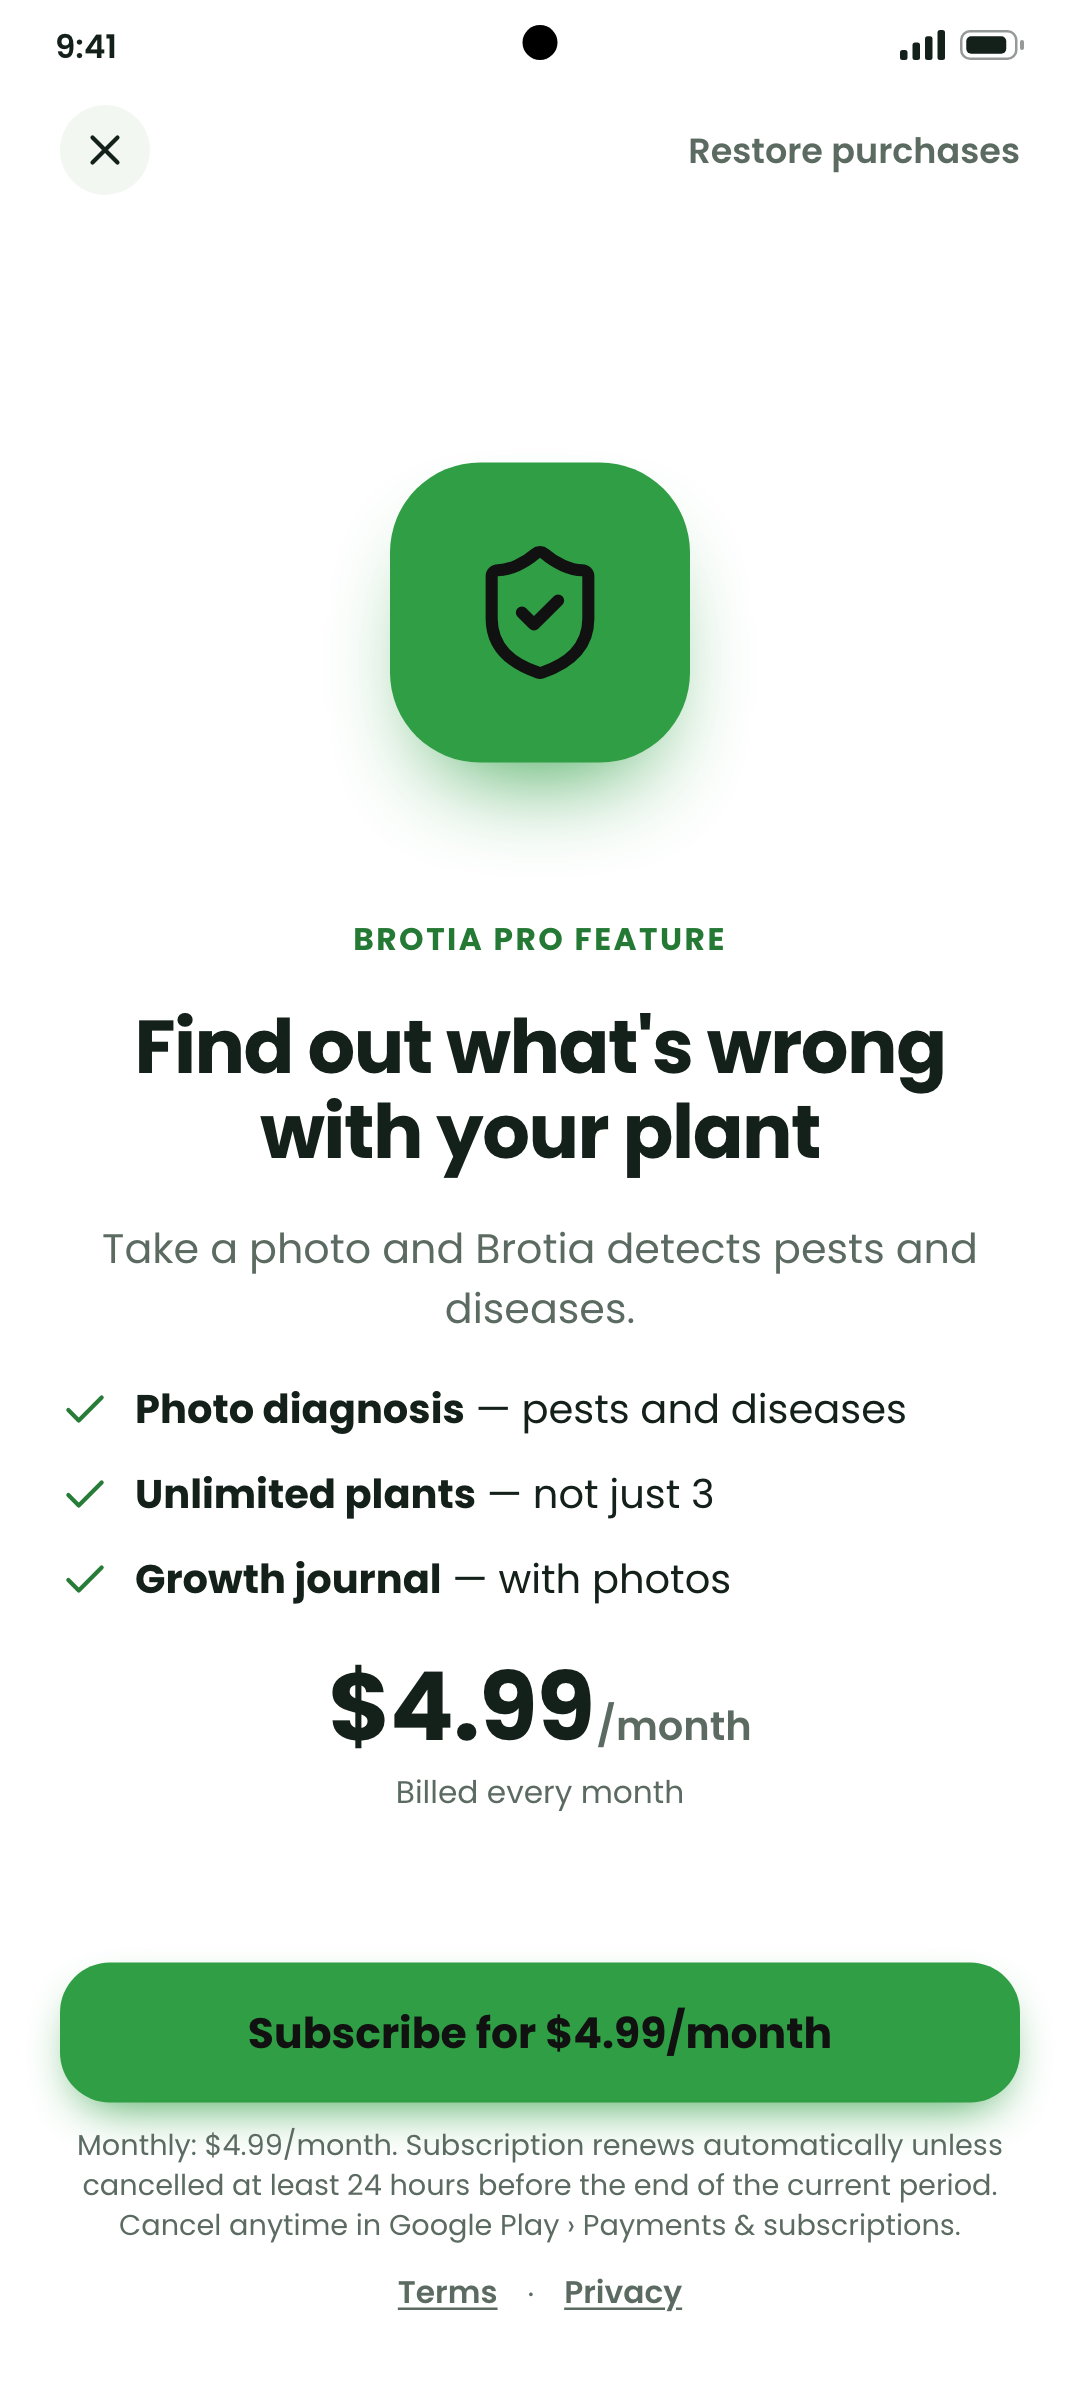 9:41
Restore purchases
BROTIA PRO FEATURE
Find out what's wrong
with your plant
Take a photo and Brotia detects pests and
diseases.
Photo diagnosis — pests and diseases
Unlimited plants — not just 3
Growth journal — with photos
$4.99/month
Billed every month
Subscribe for $4.99/month
Monthly: $4.99/month. Subscription renews automatically unless
cancelled at least 24 hours before the end of the current period.
Cancel anytime in Google Play › Payments & subscriptions.
Terms · Privacy